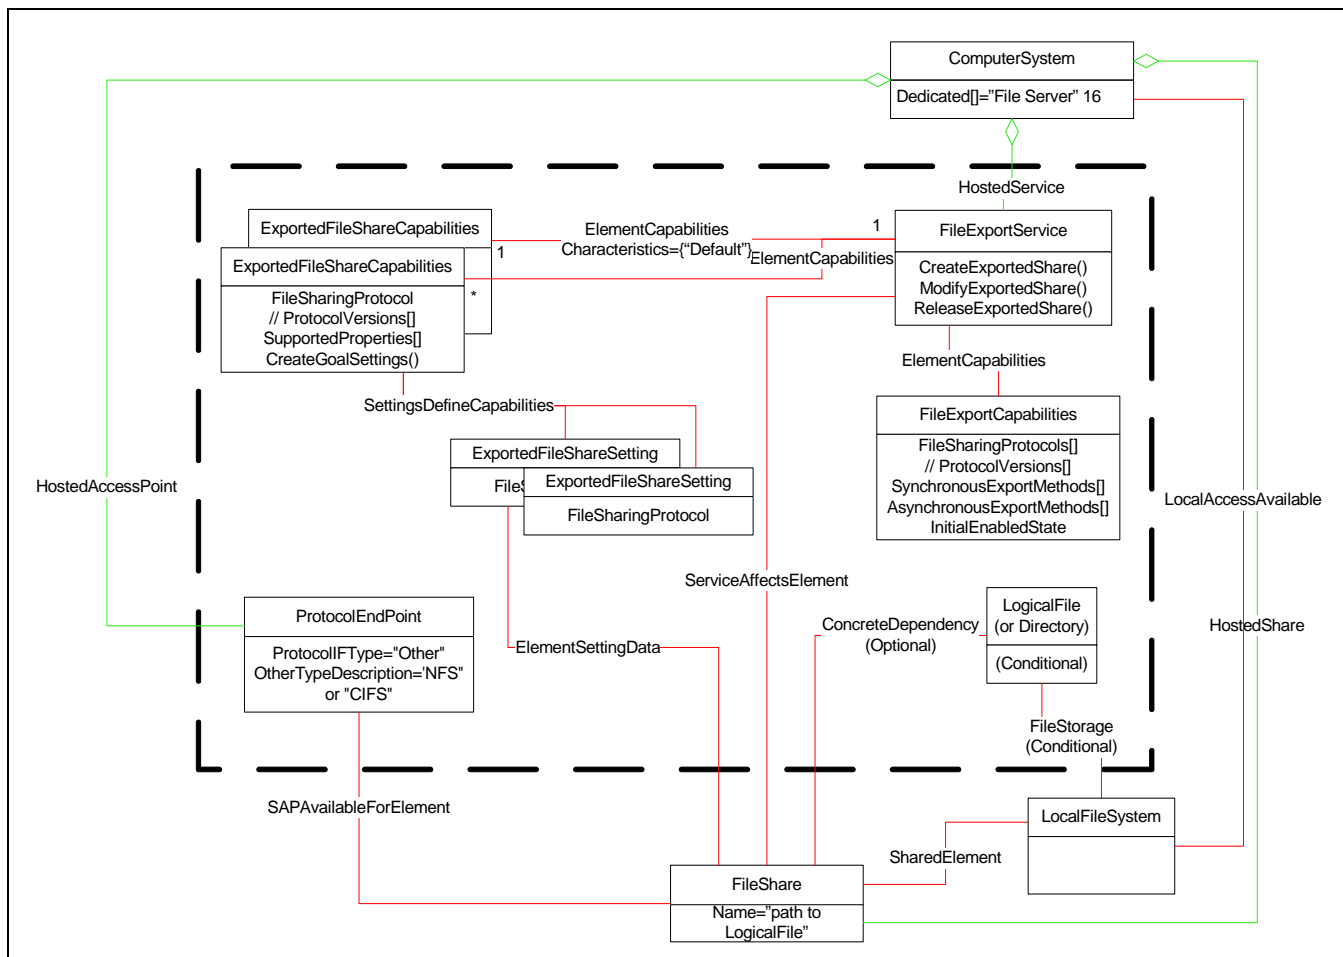 ComputerSystem
Dedicated[]=”File Server” 16
HostedService
ExportedFileShareCapabilities
ElementCapabilities
Characteristics={“Default”}
1
FileExportService
ExportedFileShareCapabilities
1
ElementCapabilities
CreateExportedShare()
ModifyExportedShare()
ReleaseExportedShare()
FileSharingProtocol
*
// ProtocolVersions[]
SupportedProperties[]
CreateGoalSettings()
ElementCapabilities
SettingsDefineCapabilities
FileExportCapabilities
FileSharingProtocols[]
// ProtocolVersions[]
SynchronousExportMethods[]
AsynchronousExportMethods[]
InitialEnabledState
ExportedFileShareSetting
ExportedFileShareSetting
FileSharingProtocol
HostedAccessPoint
LocalAccessAvailable
ServiceAffectsElement
LogicalFile
(or Directory)
(Conditional)
ProtocolEndPoint
ProtocolIFType="Other"
OtherTypeDescription='NFS"
or "CIFS"
ConcreteDependency
(Optional)
HostedShare
ElementSettingData
FileStorage
(Conditional)
SAPAvailableForElement
LocalFileSystem
SharedElement
FileShare
Name=”path to
LogicalFile”